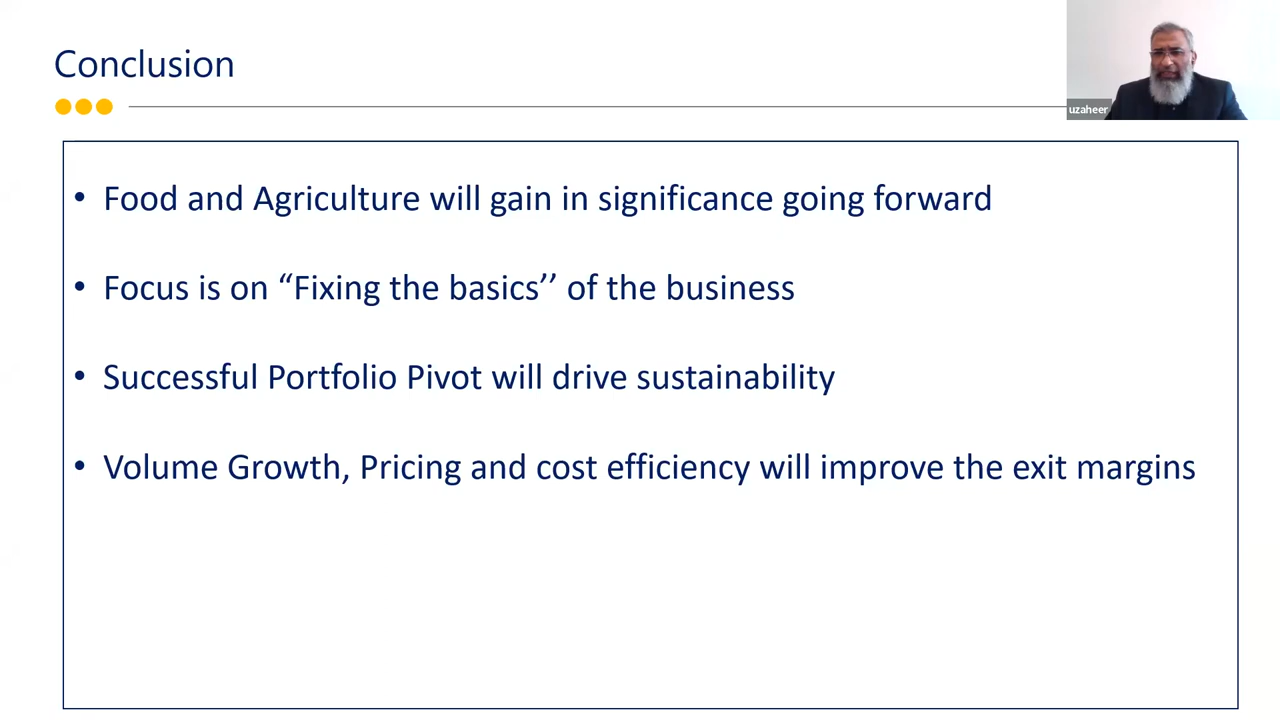 Conclusion
uzaheer
• Food and Agriculture will gain in significance going forward
• Focus is on “Fixing the basics’’ of the business
• Successful Portfolio Pivot will drive sustainability
• Volume Growth, Pricing and cost efficiency will improve the exit margins